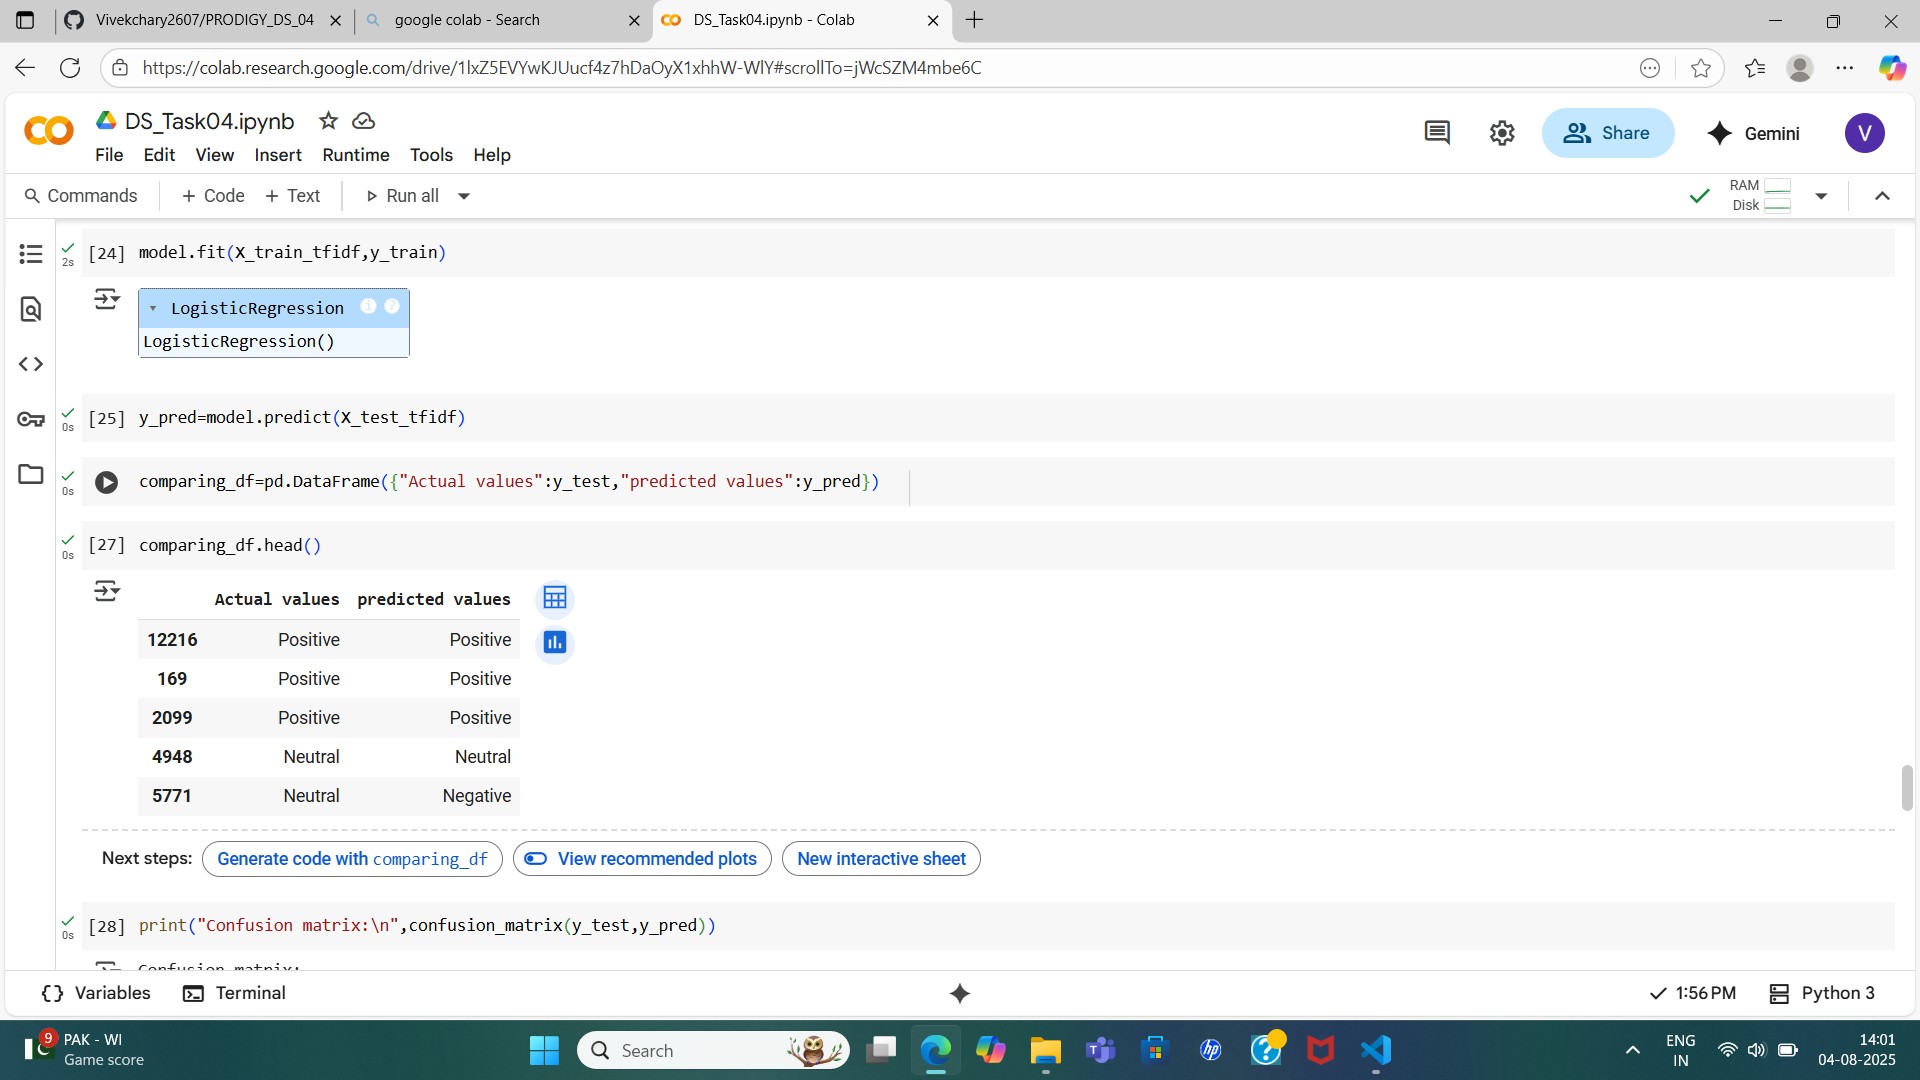 Vivekchary2607/PRODIGY_DS_04
google colab - Search
DS_Task04.ipynb - Colab
https://colab.research.google.com/drive/1lxZ5EVYwKJUucf4z7hDaOyX1xhhW-WlY#scrollTo=jWcSZM4mbe6C
DS_Task04.ipynb
File Edit View Insert Runtime Tools Help
Share
Gemini
V
Commands
+ Code + Text
Run all
RAM
Disk
2s
[24] model.fit(X_train_tfidf,y_train)
LogisticRegression
LogisticRegression()
0s
[25] y_pred=model.predict(X_test_tfidf)
0s
comparing_df=pd.DataFrame({"Actual values":y_test,"predicted values":y_pred})
0s
[27] comparing_df.head()
Actual values predicted values
12216 Positive Positive
169 Positive Positive
2099 Positive Positive
4948 Neutral Neutral
5771 Neutral Negative
Next steps: Generate code with comparing_df View recommended plots New interactive sheet
0s
[28] print("Confusion matrix:\n",confusion_matrix(y_test,y_pred))
Confusion matrix:
Variables Terminal
1:56 PM Python 3
9
PAK - WI
Game score
Search
ENG
IN
14:01
04-08-2025